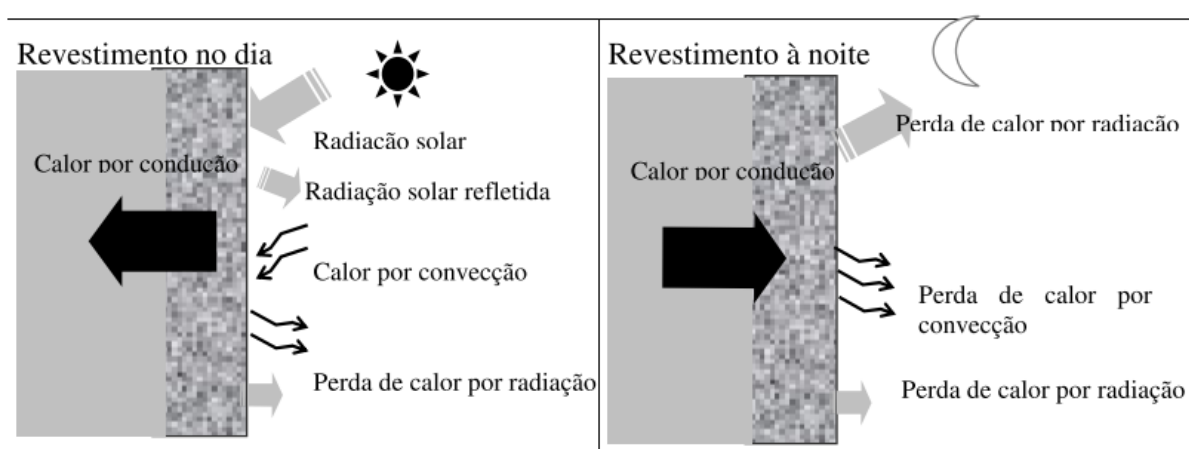 Revestimento no dia
Radiacão solar
Calor por condução
Radiação solar refletida
Calor por convecção
Perda de calor por radiação
Revestimento à noite
Perda de calor por radiação
Calor por condução
Perda de calor por
convecção
Perda de calor por radiação